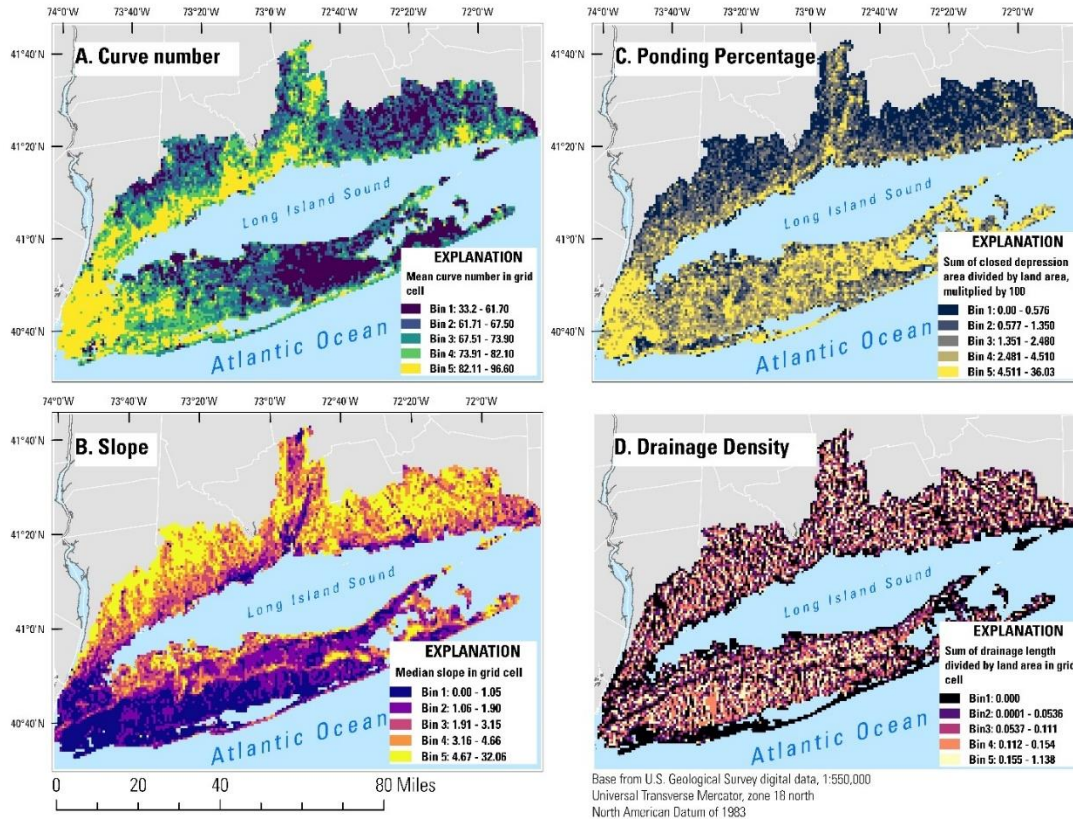 74°0'W 73°40'W 73°20'W 73°0'W 72°40'W 72°20'W 72°0'W
74°0'W 73°40'W 73°20'W 73°0'W 72°40'W 72°20'W 72°0'W
A. Curve number
41°40'N
41°20'N
41°0'N
40°40'N
Long Island Sound
Atlantic Ocean
EXPLANATION
Mean curve number in grid
cell
Bin 1: 33.2 - 61.70
Bin 2: 61.71 - 67.50
Bin 3: 67.51 - 73.90
Bin 4: 73.91 - 82.10
Bin 5: 82.11 - 96.60
C. Ponding Percentage
41°40'N
41°20'N
41°0'N
40°40'N
Long Island Sound
Atlantic Ocean
EXPLANATION
Sum of closed depression
area divided by land area,
mulitplied by 100
Bin 1: 0.00 - 0.576
Bin 2: 0.577 - 1.350
Bin 3: 1.351 - 2.480
Bin 4: 2.481 - 4.510
Bin 5: 4.511 - 36.03
74°0'W 73°40'W 73°20'W 73°0'W 72°40'W 72°20'W 72°0'W
B. Slope
41°40'N
41°20'N
41°0'N
40°40'N
Long Island Sound
Atlantic Ocean
EXPLANATION
Median slope in grid cell
Bin 1: 0.00 - 1.05
Bin 2: 1.06 - 1.90
Bin 3: 1.91 - 3.15
Bin 4: 3.16 - 4.66
Bin 5: 4.67 - 32.06
0 20 40 80 Miles
D. Drainage Density
Long Island Sound
Atlantic Ocean
EXPLANATION
Sum of drainage length
divided by land area in grid
cell
Bin1: 0.000
Bin2: 0.0001 - 0.0536
Bin3: 0.0537 - 0.111
Bin 4: 0.112 - 0.154
Bin 5: 0.155 - 1.138
Base from U.S. Geological Survey digital data, 1:550,000
Universal Transverse Mercator, zone 18 north
North American Datum of 1983